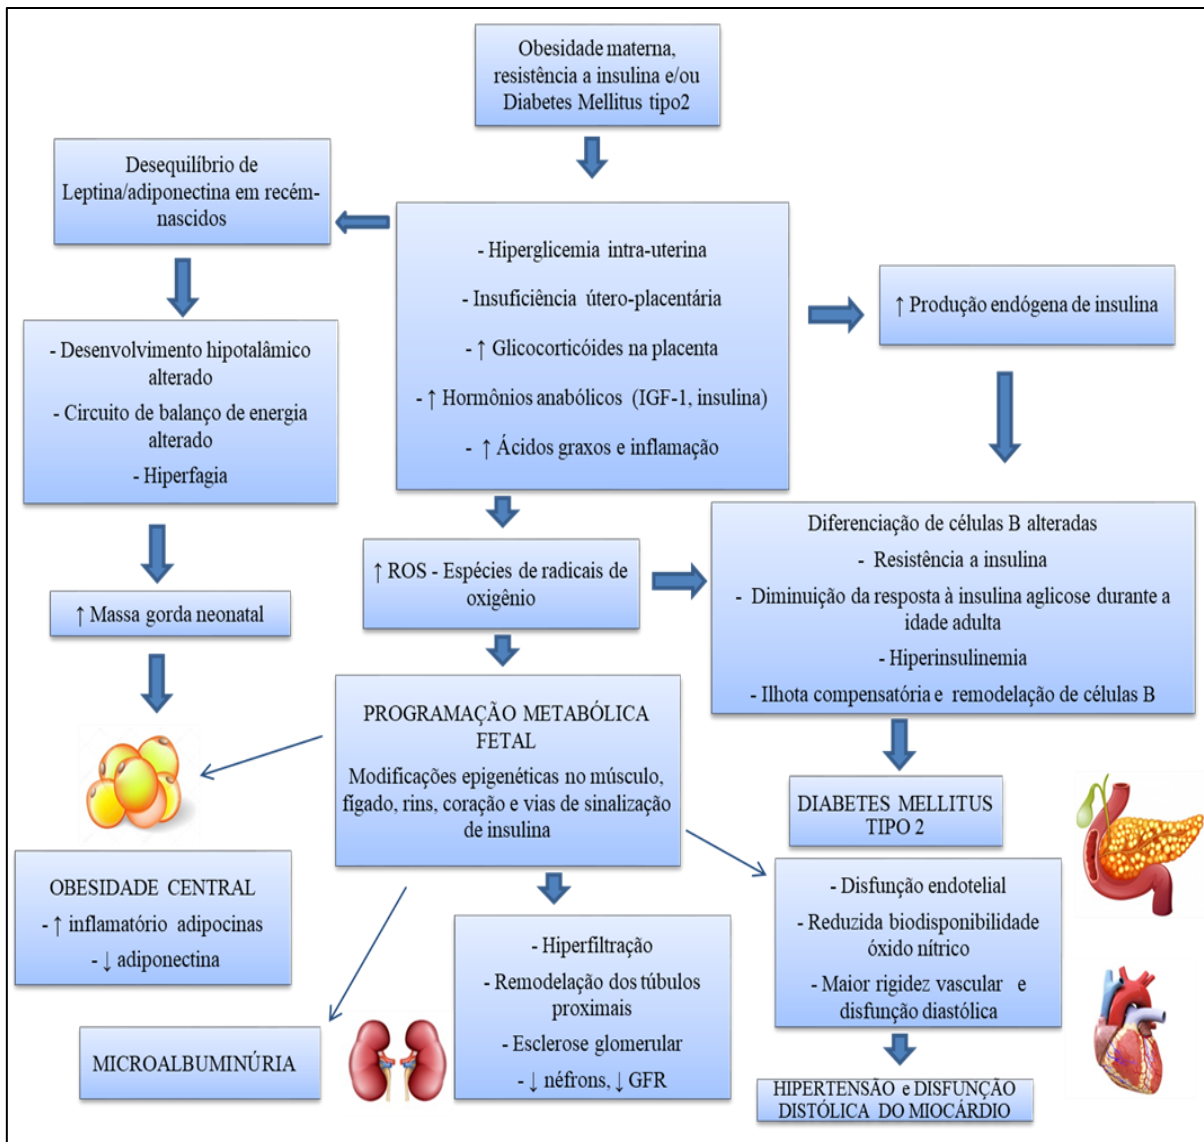 Obesidade materna,
resistência a insulina e/ou
Diabetes Mellitus tipo2
Desequilíbrio de
Leptina/adiponectina em recém-
nascidos
- Hiperglicemia intra-uterina
- Insuficiência útero-placentária
- ↑ Glicocorticóides na placenta
- ↑ Hormônios anabólicos (IGF-1, insulina)
- ↑ Ácidos graxos e inflamação
↑ Produção endógena de insulina
- Desenvolvimento hipotalâmico
alterado
- Circuito de balanço de energia
alterado
- Hiperfagia
↑ ROS - Espécies de radicais de
oxigênio
Diferenciação de células B alteradas
- Resistência a insulina
- Diminuição da resposta à insulina aglicose durante a
idade adulta
- Hiperinsulinemia
- Ilhota compensatória e remodelação de células B
↑ Massa gorda neonatal
PROGRAMAÇÃO METABÓLICA
FETAL
Modificações epigenéticas no músculo,
fígado, rins, coração e vias de sinalização
de insulina
DIABETES MELLITUS
TIPO 2
OBESIDADE CENTRAL
- ↑ inflamatório adipocinas
- ↓ adiponectina
- Disfunção endotelial
- Reduzida biodisponibilidade
óxido nítrico
- Maior rigidez vascular e
disfunção diastólica
- Hiperfiltração
- Remodelação dos túbulos
proximais
- Esclerose glomerular
- ↓ néfrons, ↓ GFR
MICROALBUMINÚRIA
HIPERTENSÃO e DISFUNÇÃO
DISTÓLICA DO MIOCÁRDIO